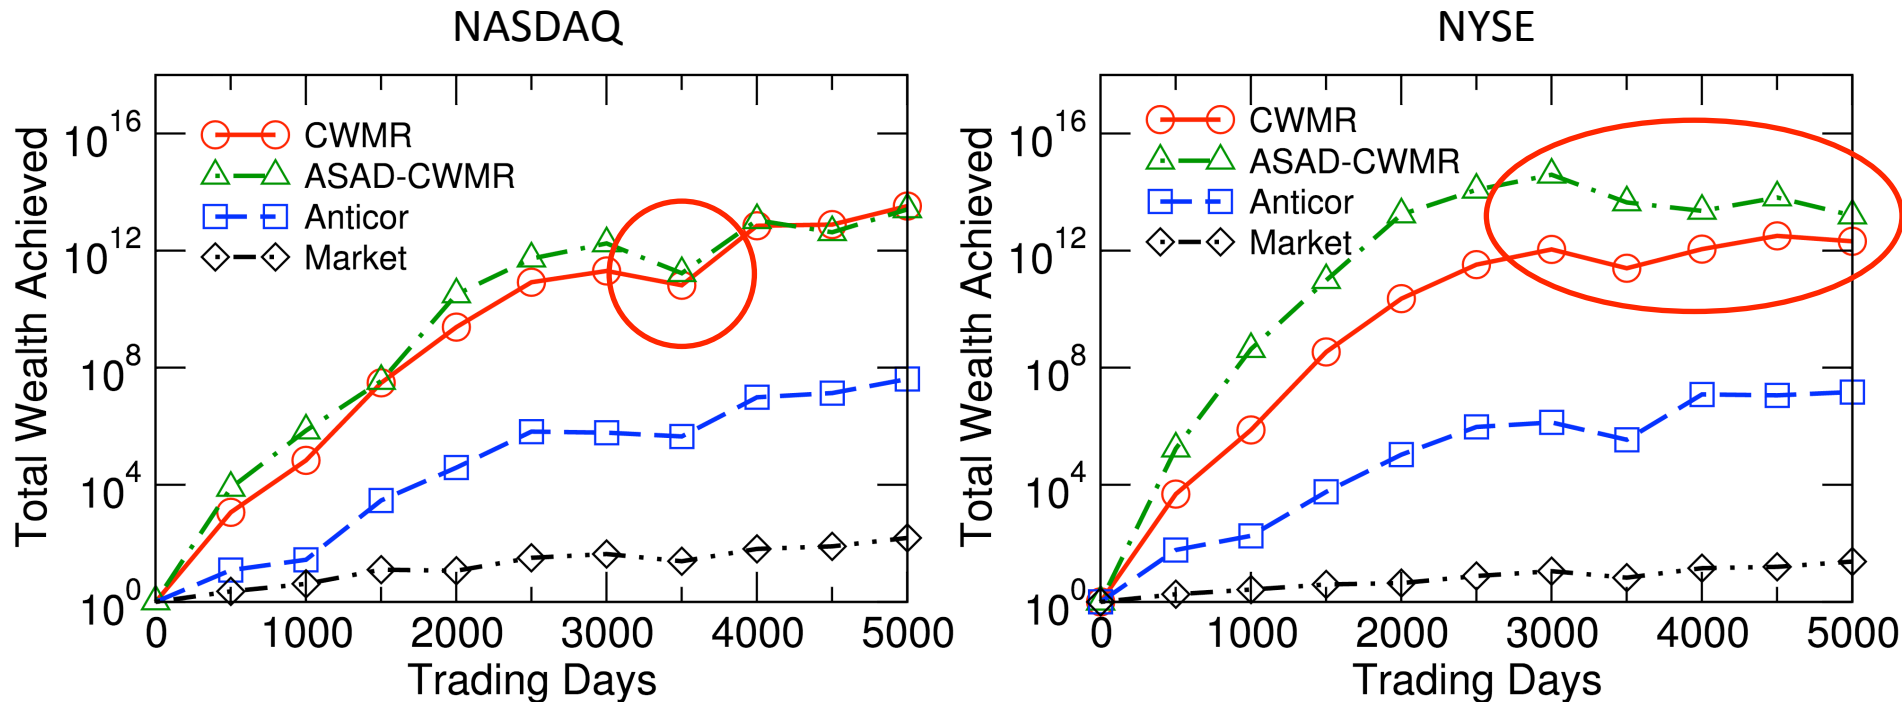 NASDAQ
Total Wealth Achieved
10^16
10^12
10^8
10^4
10^0
CWMR
ASAD-CWMR
Anticor
Market
0 1000 2000 3000 4000 5000
Trading Days
NYSE
Total Wealth Achieved
10^16
10^12
10^8
10^4
10^0
CWMR
ASAD-CWMR
Anticor
Market
0 1000 2000 3000 4000 5000
Trading Days